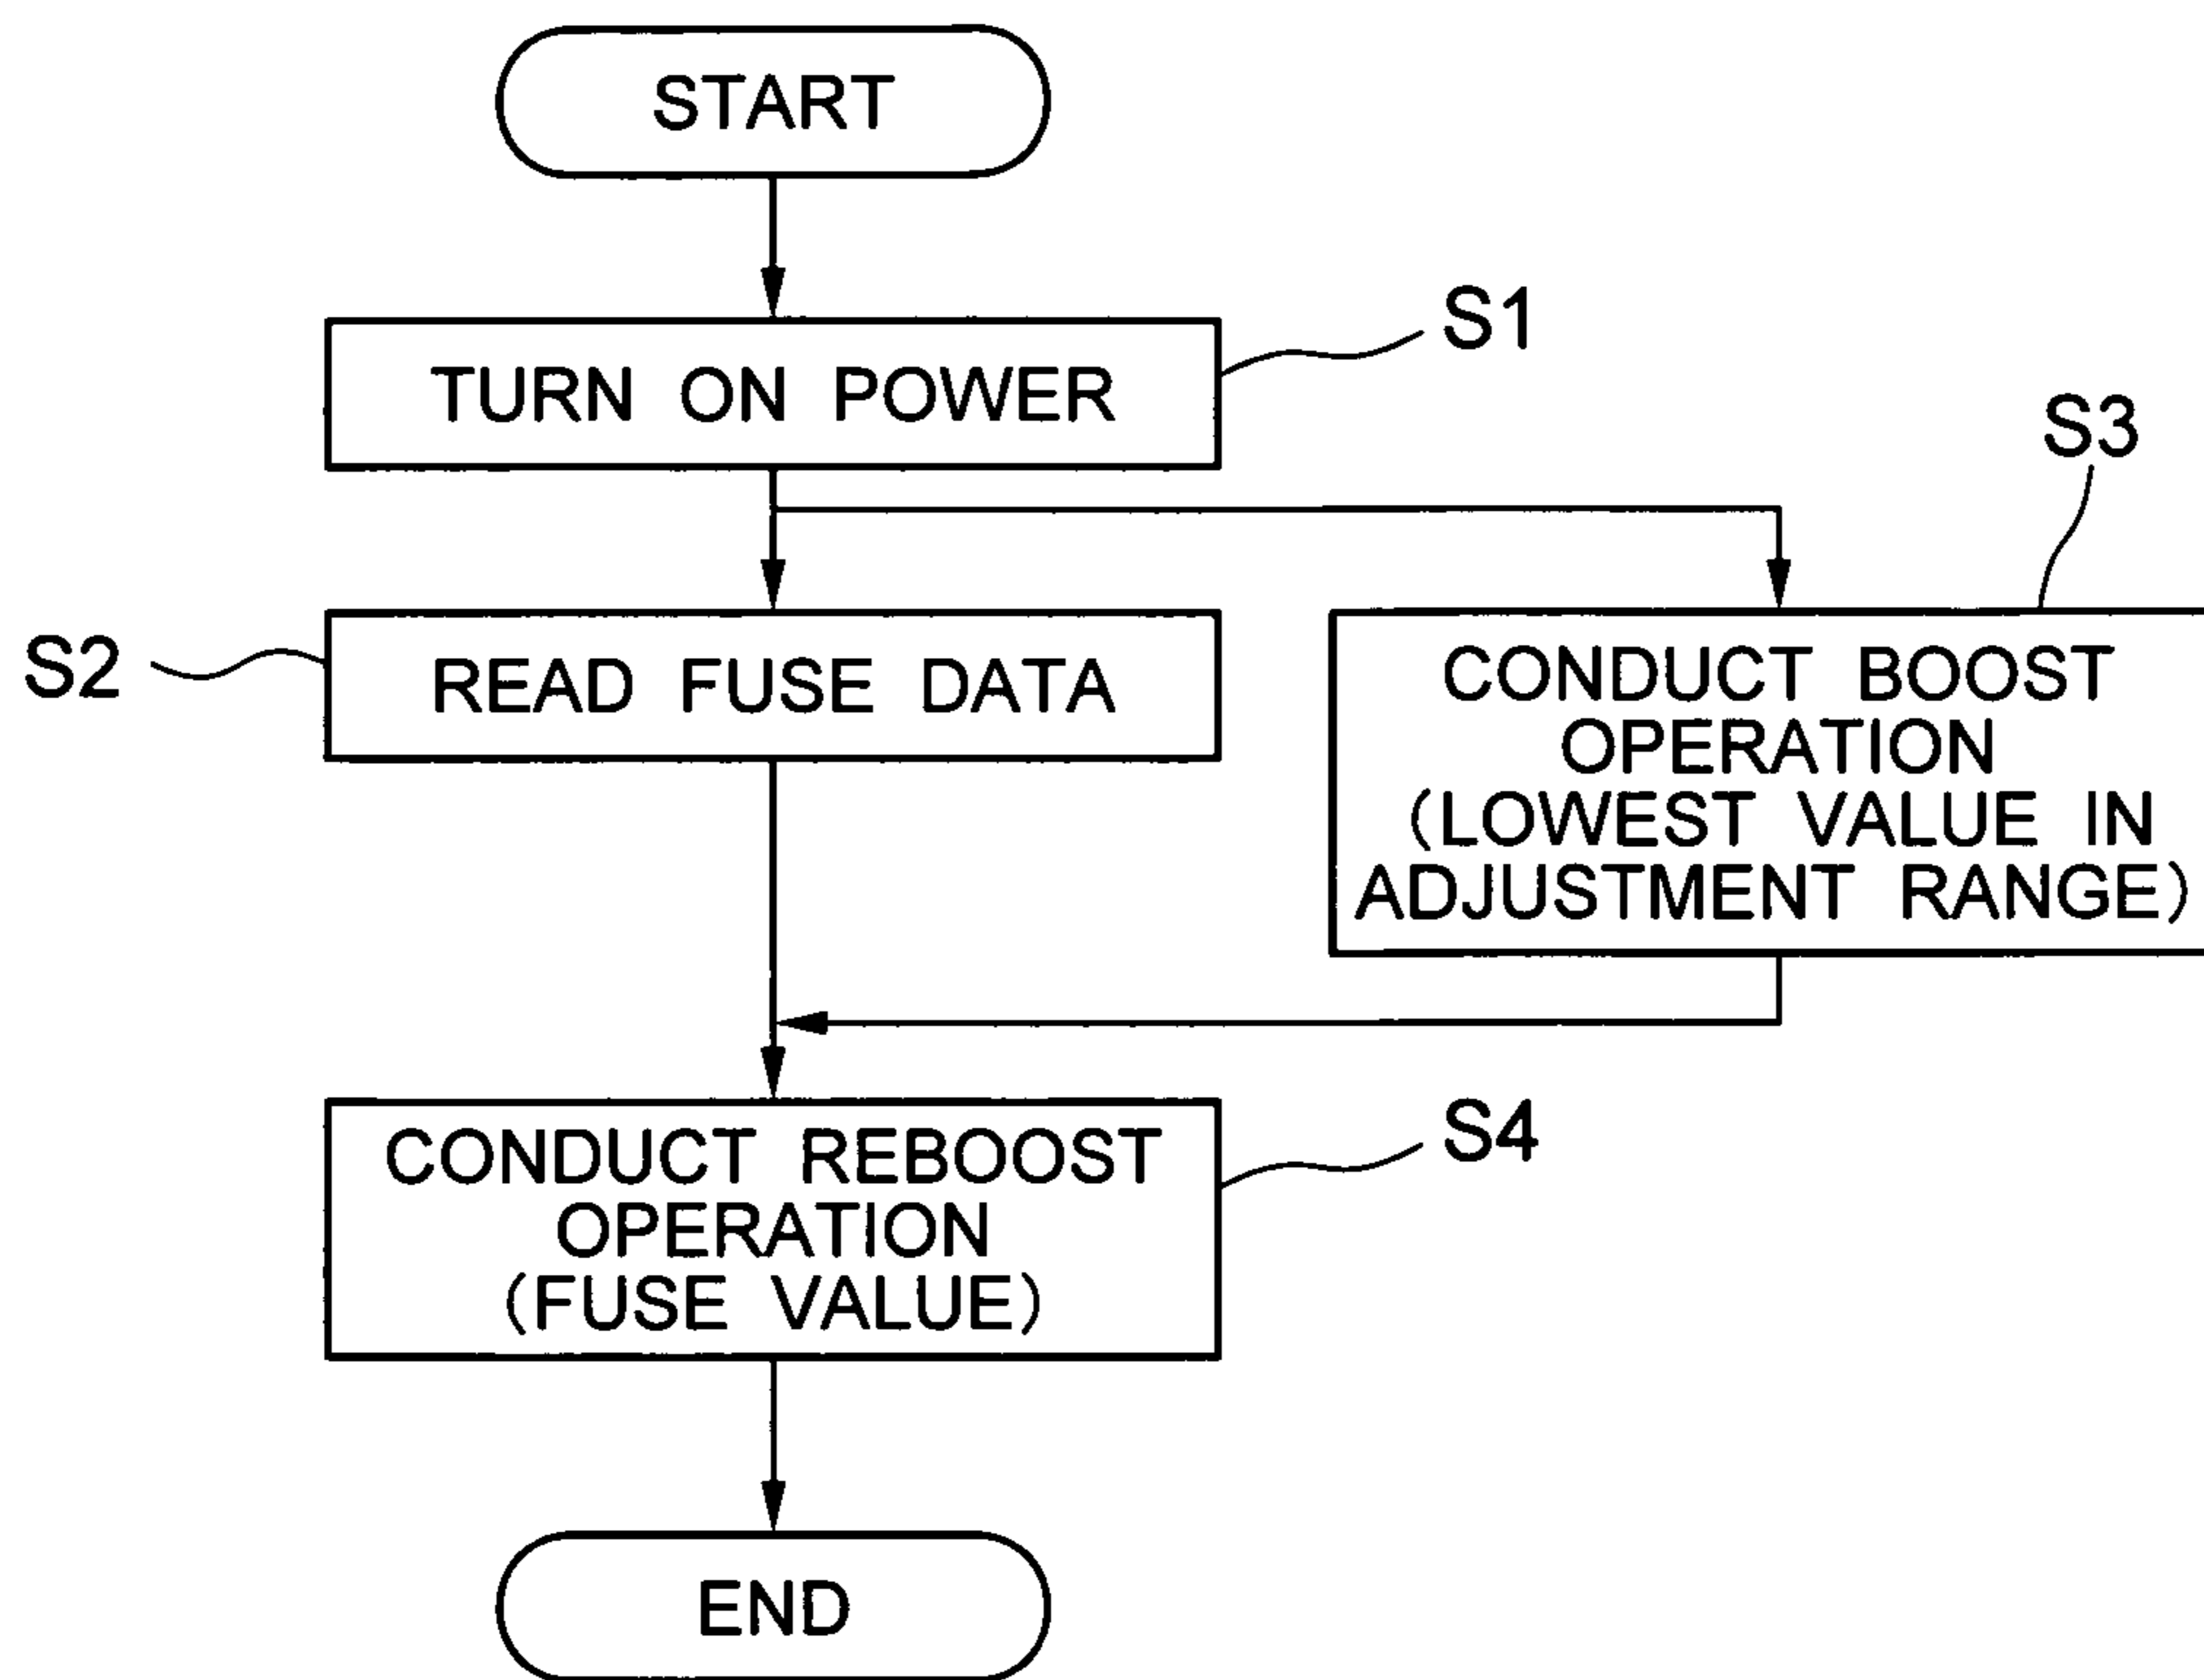 START
TURN ON POWER
S1
S3
S2
READ FUSE DATA
CONDUCT BOOST
OPERATION
(LOWEST VALUE IN
ADJUSTMENT RANGE)
CONDUCT REBOOST
OPERATION
(FUSE VALUE)
S4
END